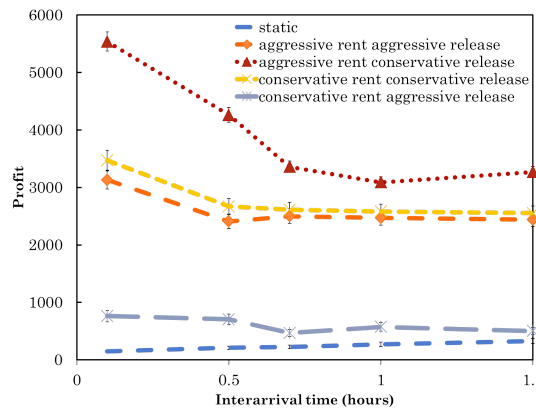 6000
5000
4000
3000
2000
1000
0
Profit
static
aggressive rent aggressive release
aggressive rent conservative release
conservative rent conservative release
conservative rent aggressive release
0
0.5
1
1.
Interarrival time (hours)